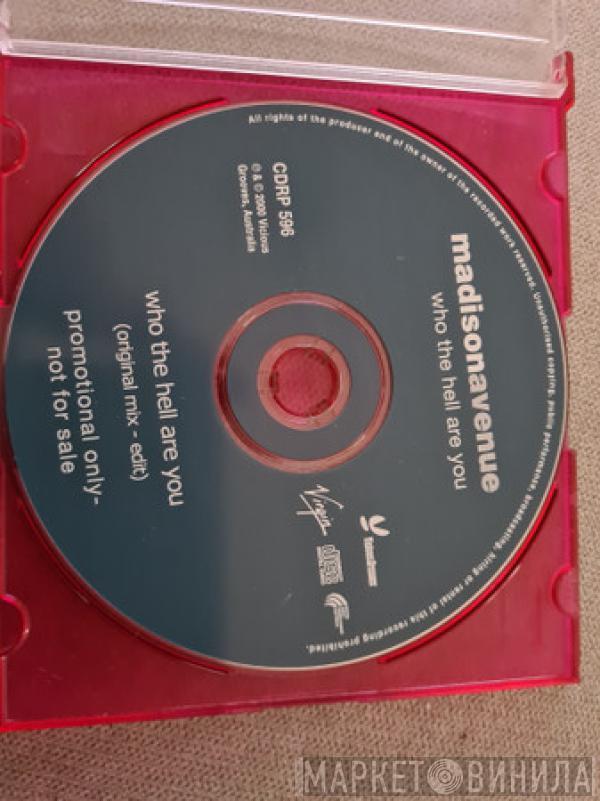 All rights of the producer and of the owner of the recorded work reserved. Unauthorised copying, public performance, broadcasting, hiring or rental of this recording prohibited.
madisonavenue
who the hell are you
CDRP 596
℗ & © 2000 Vicious
Grooves, Australia
Virgin
who the hell are you
(original mix - edit)
promotional only-
not for sale
МАРКЕТ ВИНИЛА